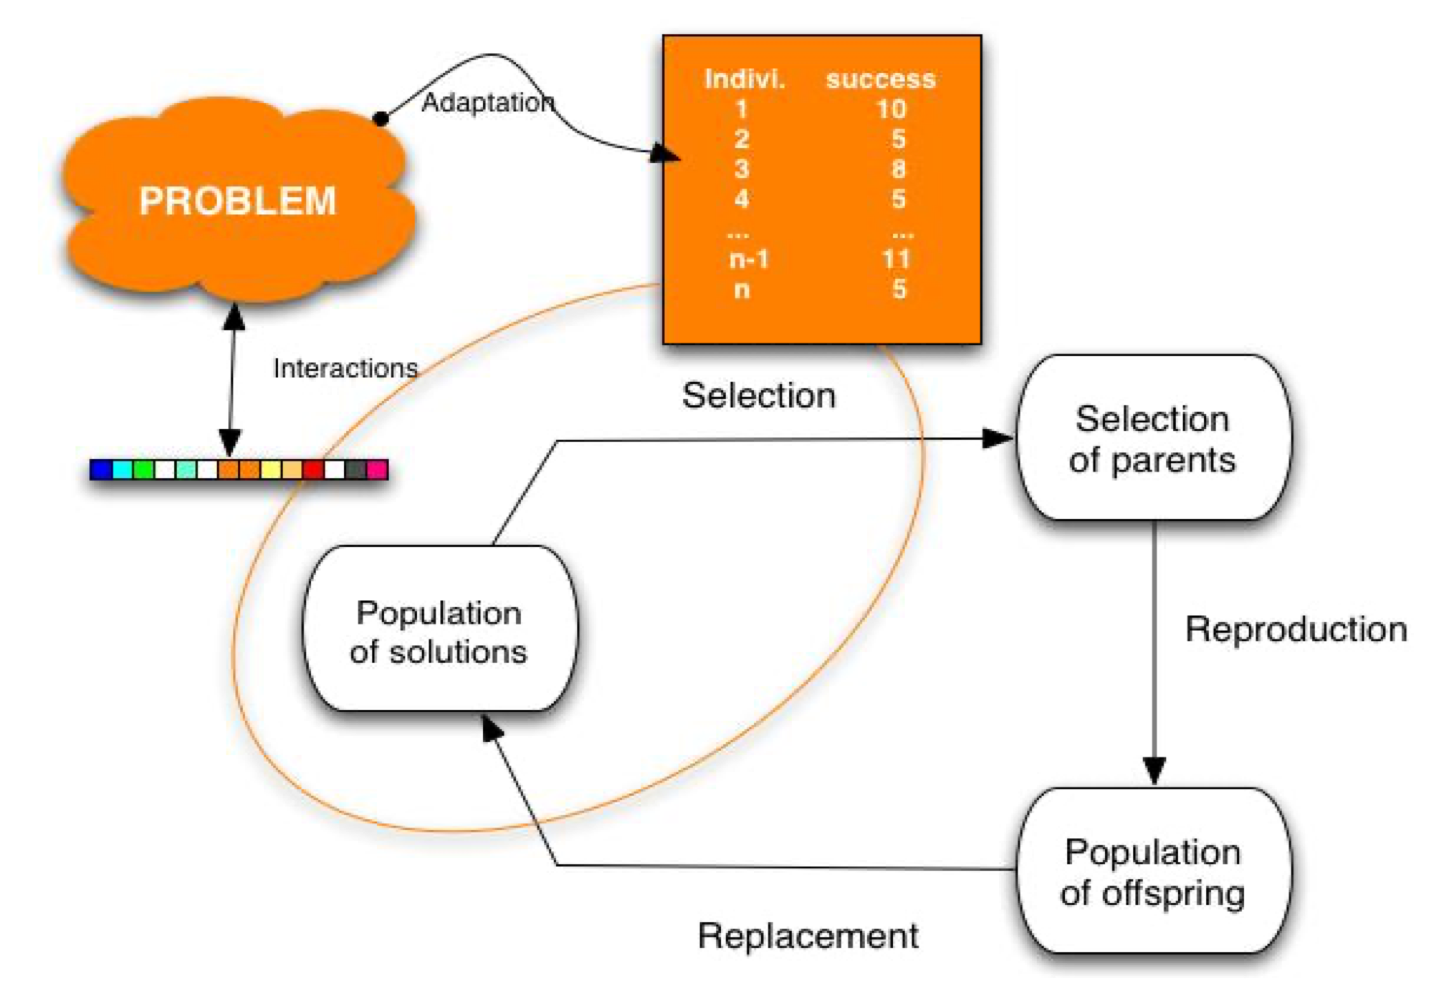 Adaptation
PROBLEM
Indivi. success
1 10
2 5
3 8
4 5
... ...
n-1 11
n 5
Interactions
Selection
Selection
of parents
Population
of solutions
Reproduction
Population
of offspring
Replacement